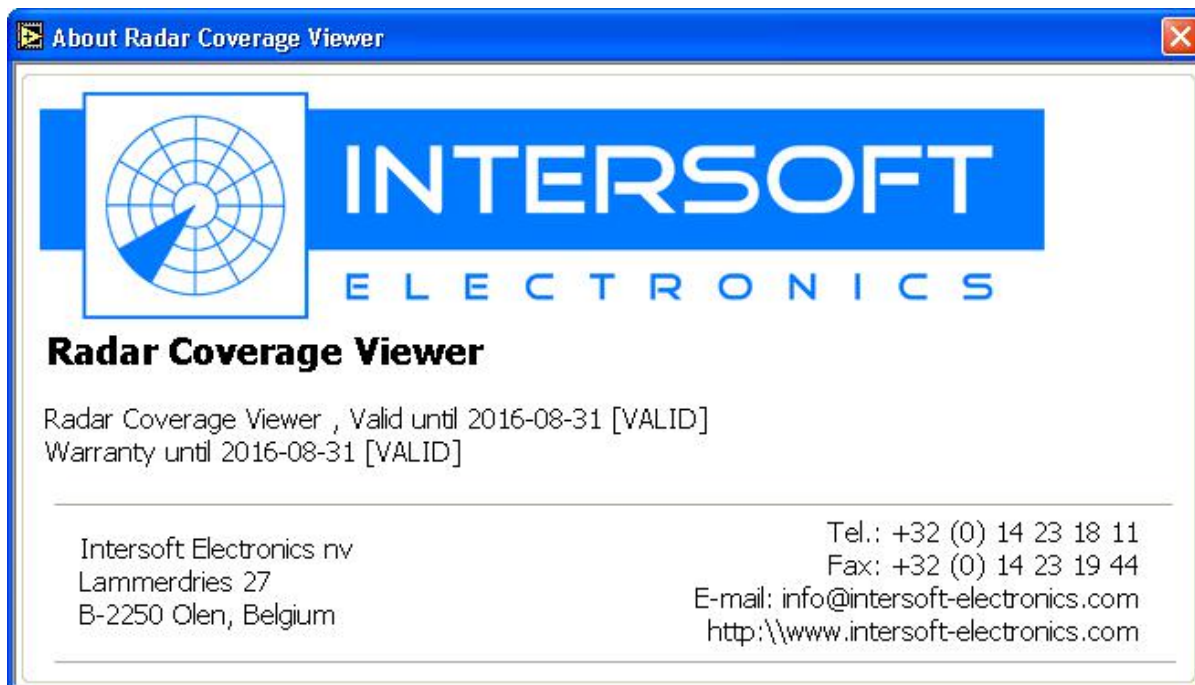 About Radar Coverage Viewer
INTERSOFT
ELECTRONICS
Radar Coverage Viewer
Radar Coverage Viewer , Valid until 2016-08-31 [VALID]
Warranty until 2016-08-31 [VALID]
Intersoft Electronics nv
Lammerdries 27
B-2250 Olen, Belgium
Tel.: +32 (0) 14 23 18 11
Fax: +32 (0) 14 23 19 44
E-mail: info@intersoft-electronics.com
http:\\www.intersoft-electronics.com